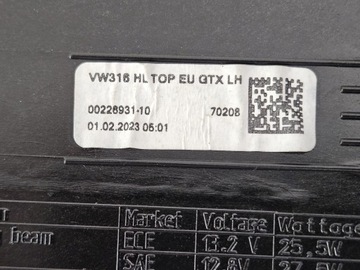 VW316 HL TOP EU GTX LH
00228931-10 70208
01.02.2023 05:01
Market Voltage Wattage
beam ECE 13.2 V 25,5W
SAE 12,8V